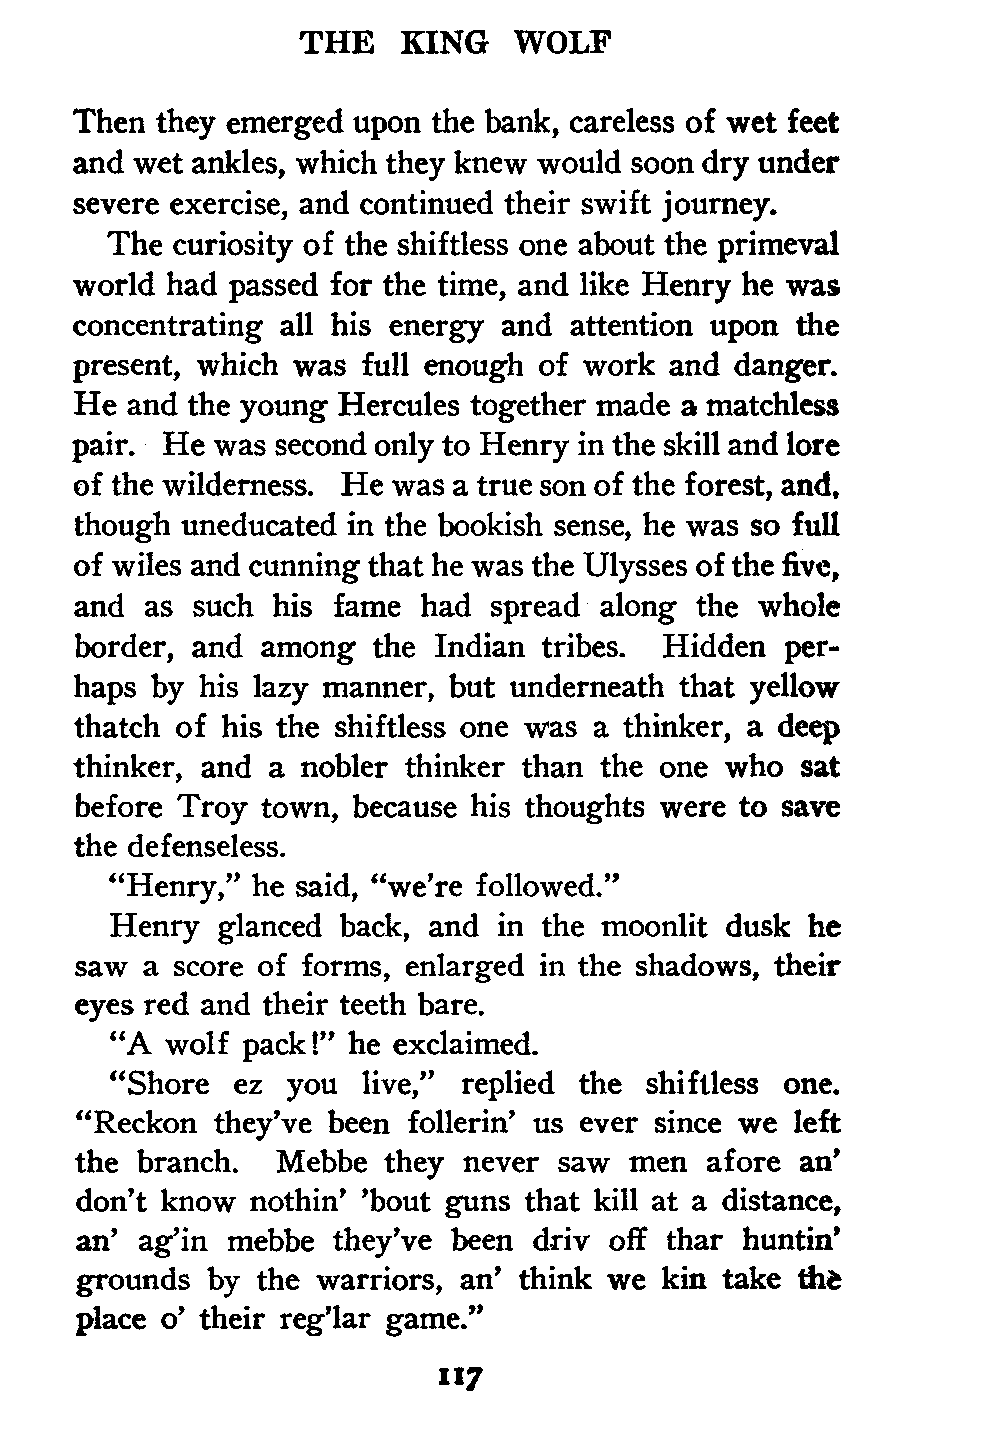 THE KING WOLF
Then they emerged upon the bank, careless of wet feet
and wet ankles, which they knew would soon dry under
severe exercise, and continued their swift journey.
The curiosity of the shiftless one about the primeval
world had passed for the time, and like Henry he was
concentrating all his energy and attention upon the
present, which was full enough of work and danger.
He and the young Hercules together made a matchless
pair. He was second only to Henry in the skill and lore
of the wilderness. He was a true son of the forest, and,
though uneducated in the bookish sense, he was so full
of wiles and cunning that he was the Ulysses of the five,
and as such his fame had spread along the whole
border, and among the Indian tribes. Hidden per-
haps by his lazy manner, but underneath that yellow
thatch of his the shiftless one was a thinker, a deep
thinker, and a nobler thinker than the one who sat
before Troy town, because his thoughts were to save
the defenseless.
“Henry,” he said, “we're followed.”
Henry glanced back, and in the moonlit dusk he
saw a score of forms, enlarged in the shadows, their
eyes red and their teeth bare.
“A wolf pack!” he exclaimed.
“Shore ez you live,” replied the shiftless one.
“Reckon they've been follerin' us ever since we left
the branch. Mebbe they never saw men afore an'
don't know nothin' 'bout guns that kill at a distance,
an' ag'in mebbe they've been driv off thar huntin'
grounds by the warriors, an' think we kin take the
place o' their reg'lar game.”
117